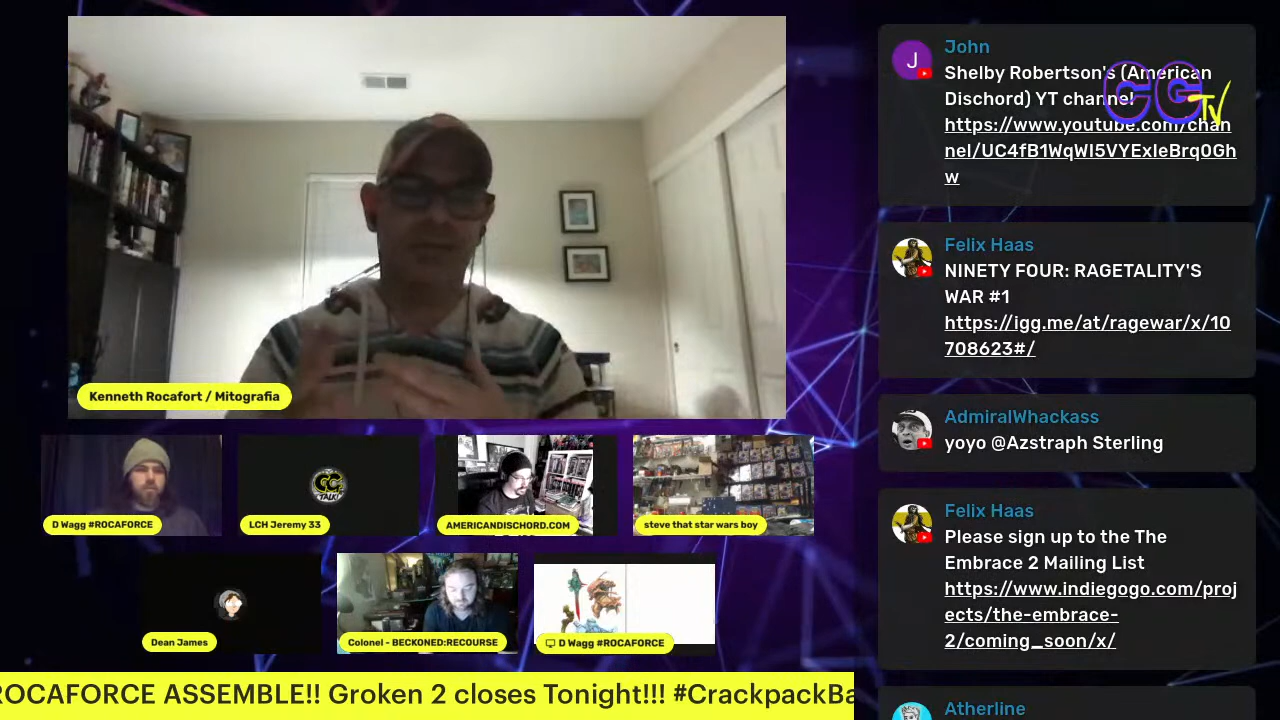 Kenneth Rocafort / Mitografia
D Wagg #ROCAFORCE
LCH Jeremy 33
AMERICANDISCHORD.COM
steve that star wars boy
Dean James
Colonel - BECKONED:RECOURSE
D Wagg #ROCAFORCE
ROCAFORCE ASSEMBLE!! Groken 2 closes Tonight!!! #CrackpackBa
CG TV
J
John
Shelby Robertson's (American
Dischord) YT channel
https://www.youtube.com/chan
nel/UC4fB1WqWl5VYExIeBrq0Gh
w
Felix Haas
NINETY FOUR: RAGETALITY'S
WAR #1
https://igg.me/at/ragewar/x/10
708623#/
AdmiralWhackass
yoyo @Azstraph Sterling
Felix Haas
Please sign up to the The
Embrace 2 Mailing List
https://www.indiegogo.com/proj
ects/the-embrace-
2/coming_soon/x/
Atherline